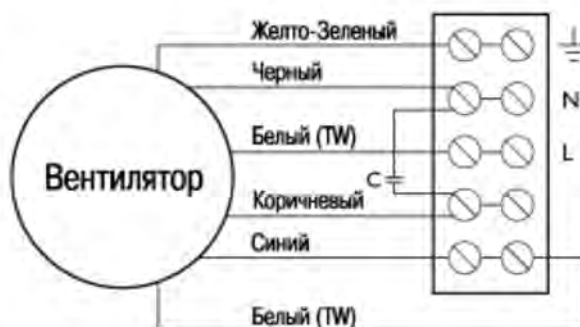 Желто-Зеленый
Черный
N
Белый (TW)
L
C
Вентилятор
Коричневый
Синий
Белый (TW)